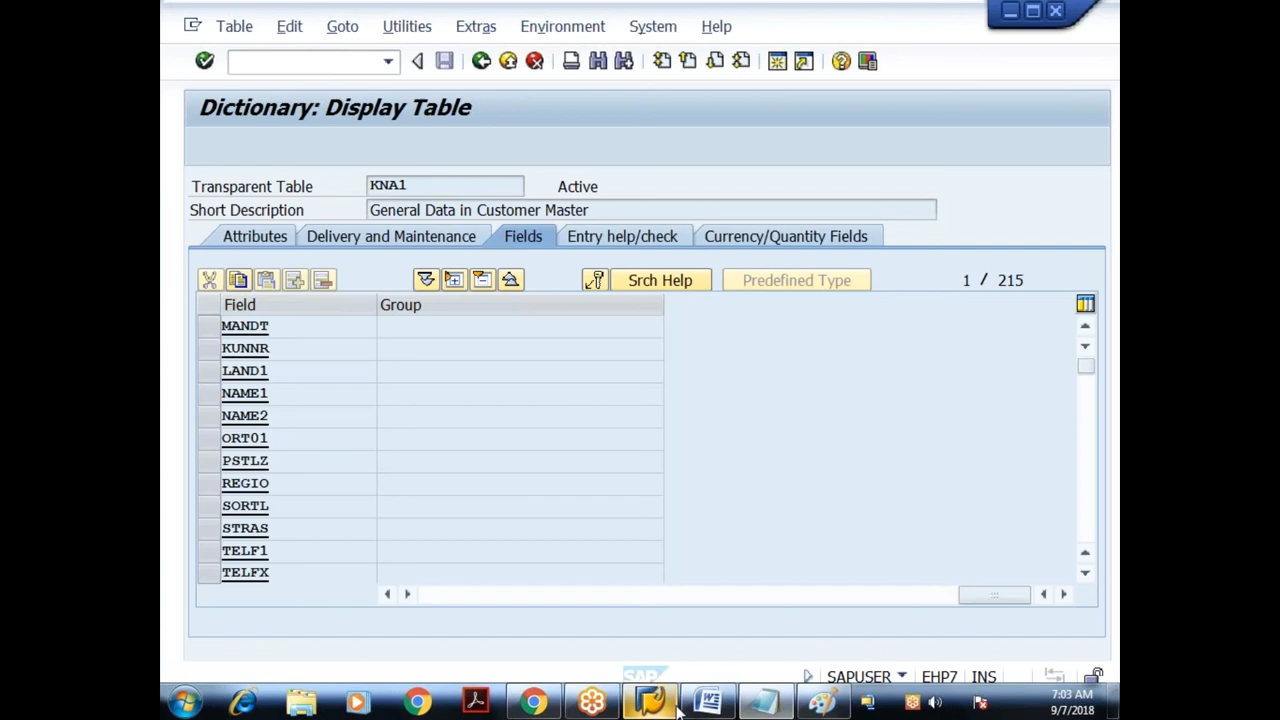 Table Edit Goto Utilities Extras Environment System Help
Dictionary: Display Table
Transparent Table KNA1 Active
Short Description General Data in Customer Master
Attributes Delivery and Maintenance Fields Entry help/check Currency/Quantity Fields
Srch Help Predefined Type 1 / 215
Field Group
MANDT
KUNNR
LAND1
NAME1
NAME2
ORT01
PSTLZ
REGIO
SORTL
STRAS
TELF1
TELFX
SAP
SAPUSER EHP7 INS
7:03 AM
9/7/2018